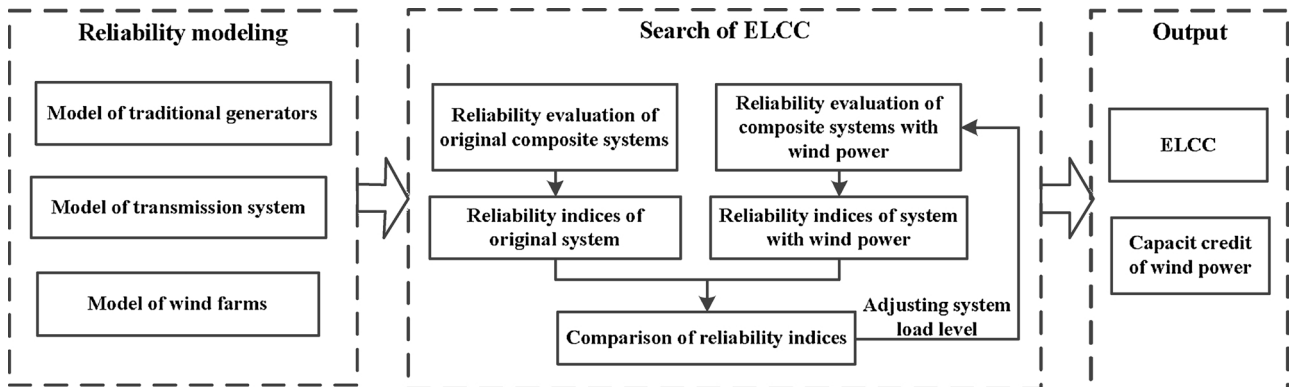 Reliability modeling
Model of traditional generators
Model of transmission system
Model of wind farms
Search of ELCC
Reliability evaluation of
original composite systems
Reliability evaluation of
composite systems with
wind power
Reliability indices of
original system
Reliability indices of system
with wind power
Comparison of reliability indices
Adjusting system
load level
Output
ELCC
Capacit credit
of wind power